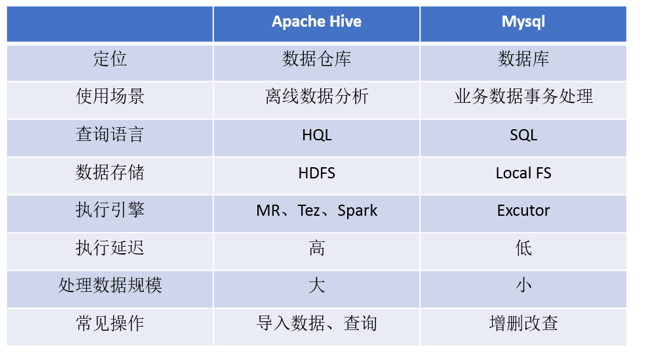 Apache Hive Mysql
定位 数据仓库 数据库
使用场景 离线数据分析 业务数据事务处理
查询语言 HQL SQL
数据存储 HDFS Local FS
执行引擎 MR、Tez、Spark Excutor
执行延迟 高 低
处理数据规模 大 小
常见操作 导入数据、查询 增删改查